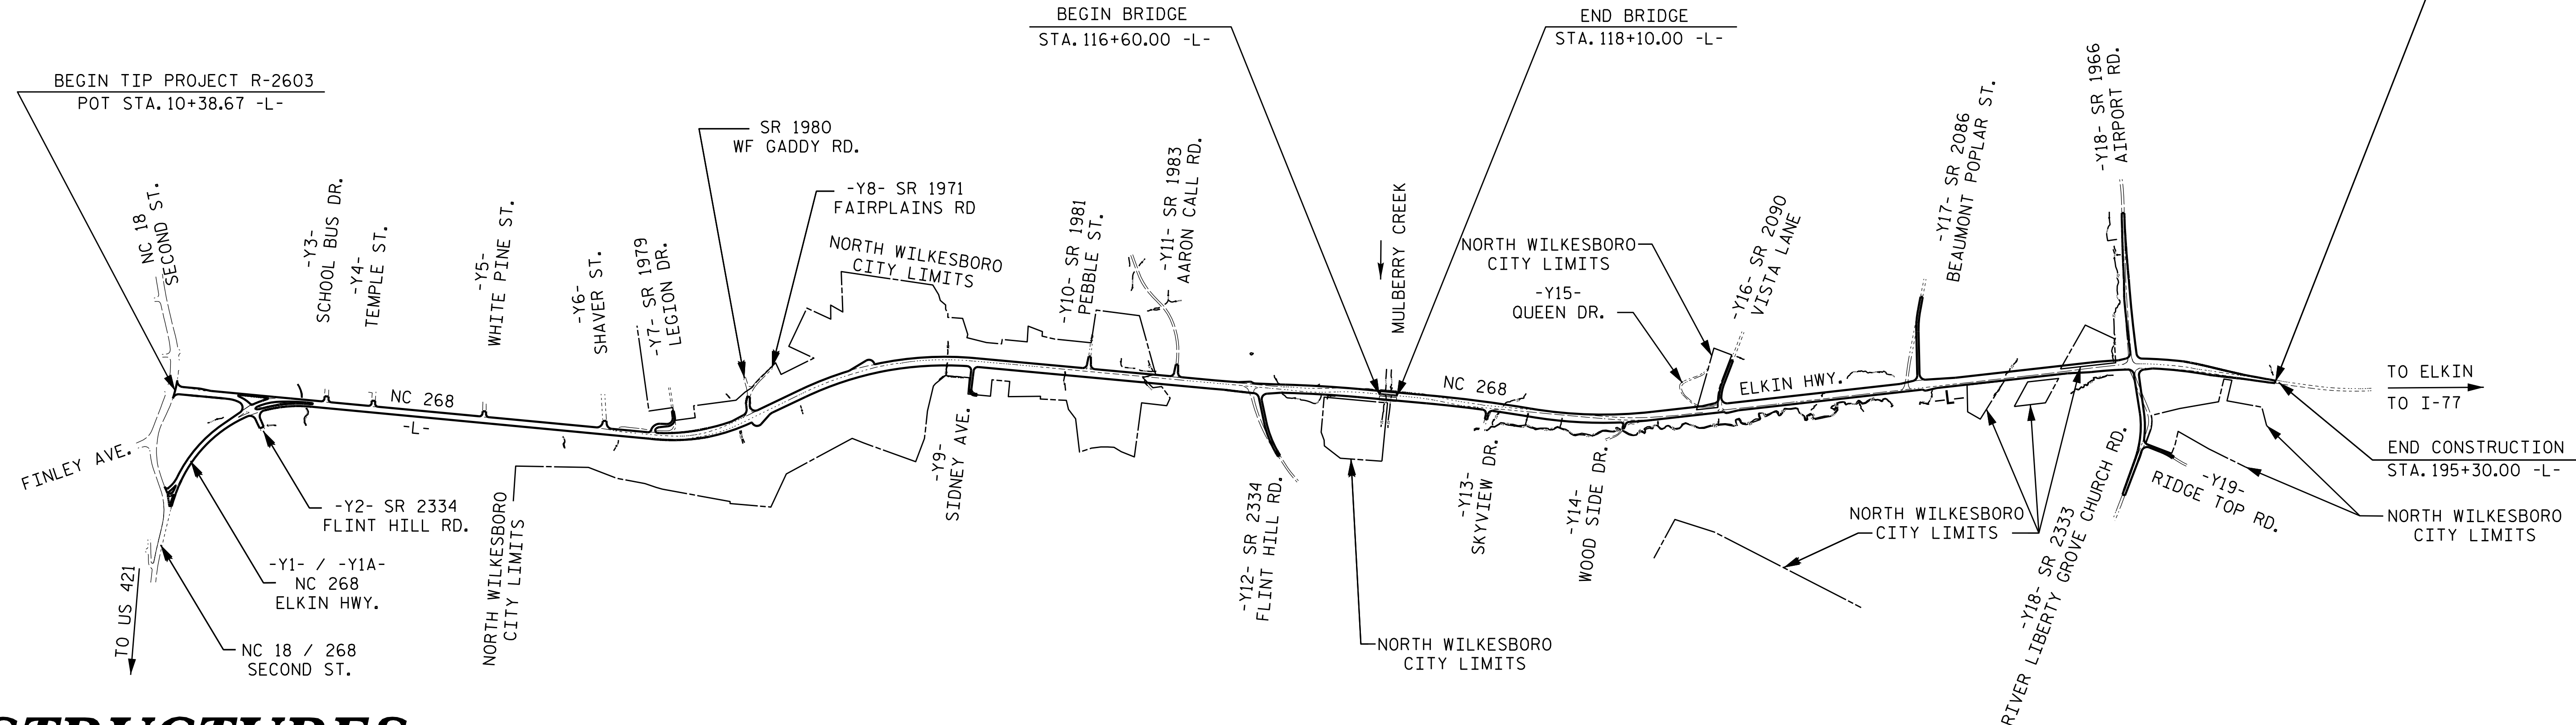 BEGIN TIP PROJECT R-2603
POT STA. 10+38.67 -L-
BEGIN BRIDGE
STA. 116+60.00 -L-
END BRIDGE
STA. 118+10.00 -L-
NC 18
SECOND ST.
-Y3-
SCHOOL BUS DR.
-Y4-
TEMPLE ST.
-Y5-
WHITE PINE ST.
-Y6-
SHAVER ST.
-Y7- SR 1979
LEGION DR.
SR 1980
WF GADDY RD.
-Y8- SR 1971
FAIRPLAINS RD
NORTH WILKESBORO
CITY LIMITS
-Y10- SR 1981
PEBBLE ST.
-Y11- SR 1983
AARON CALL RD.
MULBERRY CREEK
NORTH WILKESBORO
CITY LIMITS
-Y15-
QUEEN DR.
-Y16- SR 2090
VISTA LANE
-Y17- SR 2086
BEAUMONT POPLAR ST.
-Y18- SR 1966
AIRPORT RD.
NC 268
-L-
NC 268
ELKIN HWY.
-L-
TO ELKIN
TO I-77
END CONSTRUCTION
STA. 195+30.00 -L-
FINLEY AVE.
-Y2- SR 2334
FLINT HILL RD.
-Y1- / -Y1A-
NC 268
ELKIN HWY.
NC 18 / 268
SECOND ST.
TO US 421
NORTH WILKESBORO
CITY LIMITS
-Y9-
SIDNEY AVE.
-Y12- SR 2334
FLINT HILL RD.
NORTH WILKESBORO
CITY LIMITS
-Y13-
SKYVIEW DR.
-Y14-
WOOD SIDE DR.
NORTH WILKESBORO
CITY LIMITS
-Y18- SR 2333
RIVER LIBERTY GROVE CHURCH RD.
-Y19-
RIDGE TOP RD.
NORTH WILKESBORO
CITY LIMITS